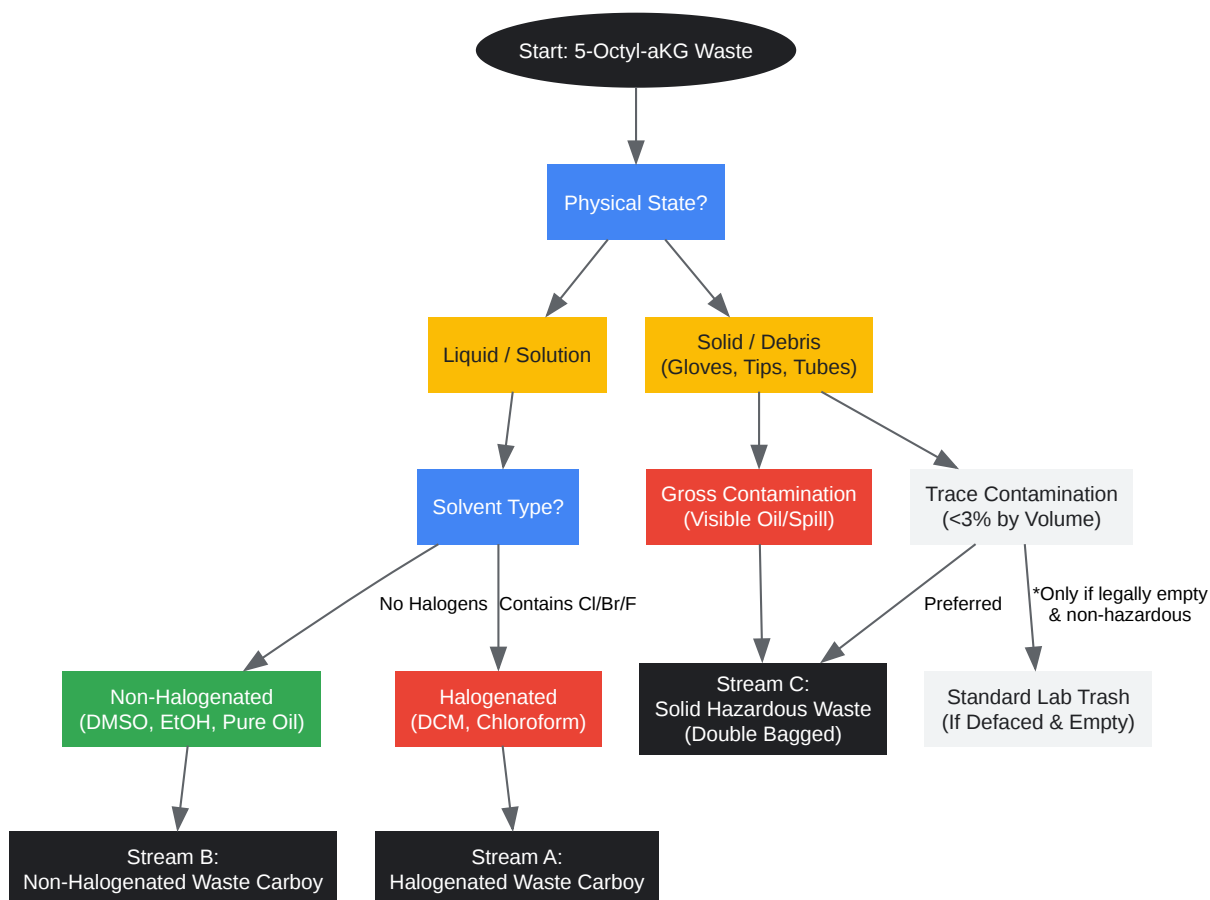 Start: 5-Octyl-aKG Waste
Physical State?
Liquid / Solution
Solid / Debris
(Gloves, Tips, Tubes)
Solvent Type?
Gross Contamination
(Visible Oil/Spill)
Trace Contamination
(<3% by Volume)
No Halogens
Contains Cl/Br/F
Preferred
*Only if legally empty
& non-hazardous
Non-Halogenated
(DMSO, EtOH, Pure Oil)
Halogenated
(DCM, Chloroform)
Stream C:
Solid Hazardous Waste
(Double Bagged)
Standard Lab Trash
(If Defaced & Empty)
Stream B:
Non-Halogenated Waste Carboy
Stream A:
Halogenated Waste Carboy